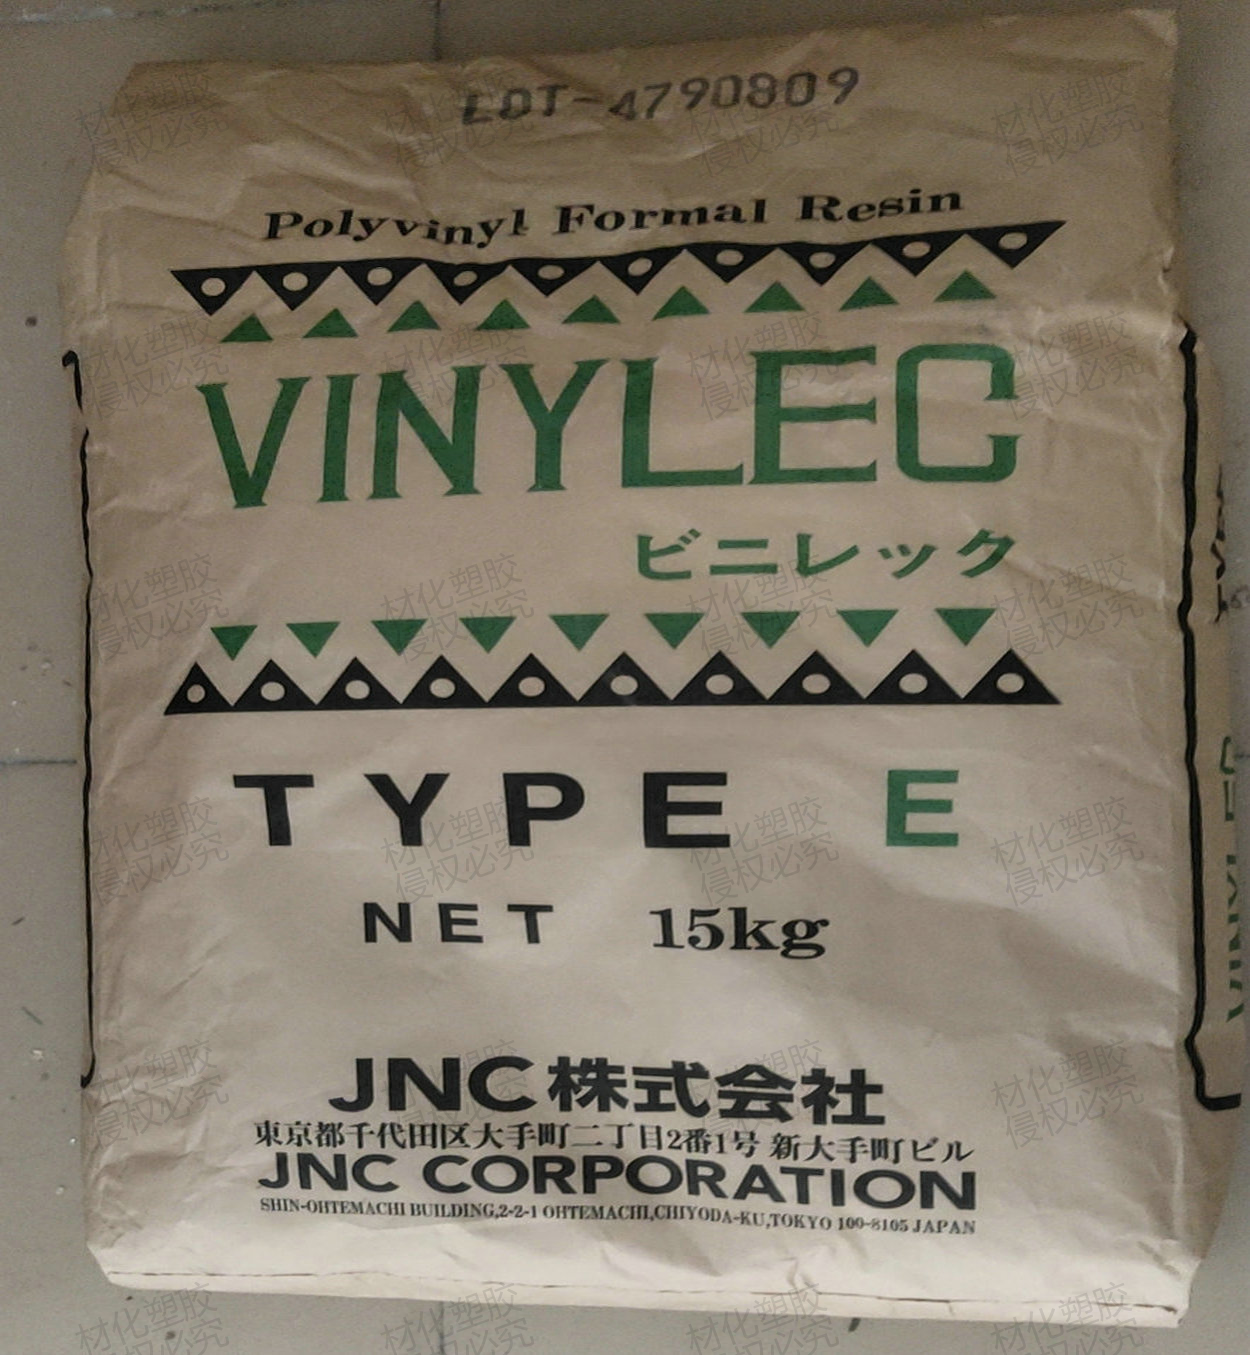 LOT-4790809
Polyvinyl Formal Resin
VINYLEC
ビニレック
TYPE E
NET 15kg
JNC株式会社
東京都千代田区大手町二丁目2番1号 新大手町ビル
JNC CORPORATION
SHIN-OHTEMACHI BUILDING,2-2-1 OHTEMACHI,CHIYODA-KU,TOKYO 100-8105 JAPAN
材化塑胶
侵权必究